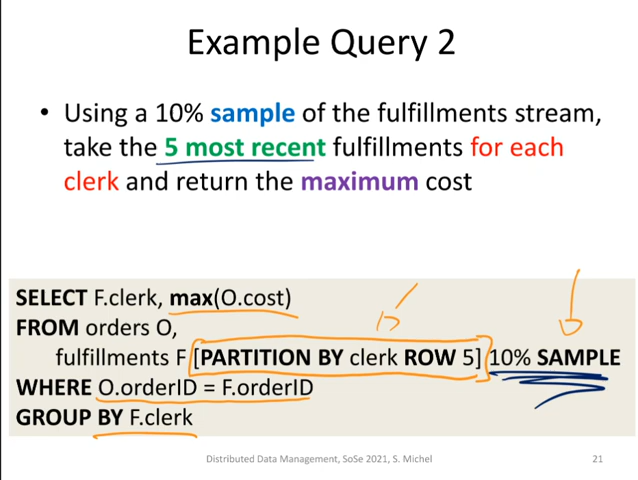 Example Query 2
• Using a 10% sample of the fulfillments stream,
take the 5 most recent fulfillments for each
clerk and return the maximum cost
SELECT F.clerk, max(O.cost)
FROM orders O,
fulfillments F [PARTITION BY clerk ROW 5] 10% SAMPLE
WHERE O.orderID = F.orderID
GROUP BY F.clerk
Distributed Data Management, SoSe 2021, S. Michel
21